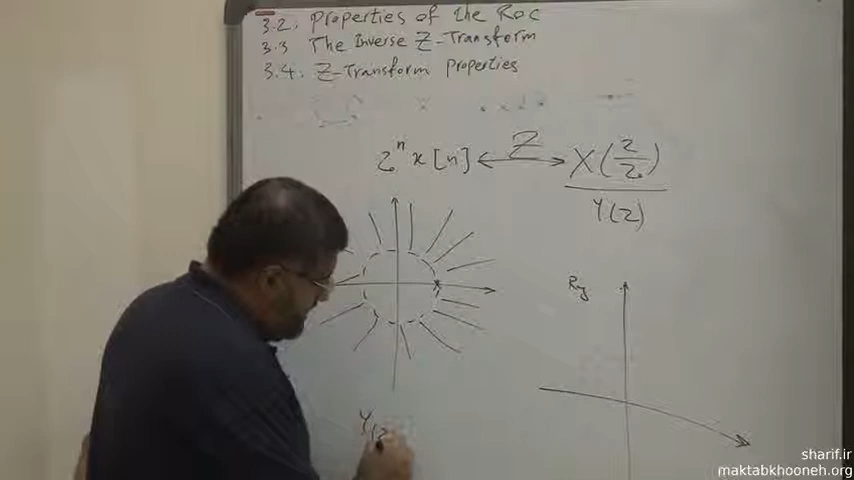 3.2. Properties of the Roc
3.3 The Inverse Z-Transform
3.4. Z-Transform Properties
z₀ⁿ x[n] ⟷ Z X(z/z₀)
Y(z)
Ry
Y(z
sharif.ir
maktabkhooneh.org